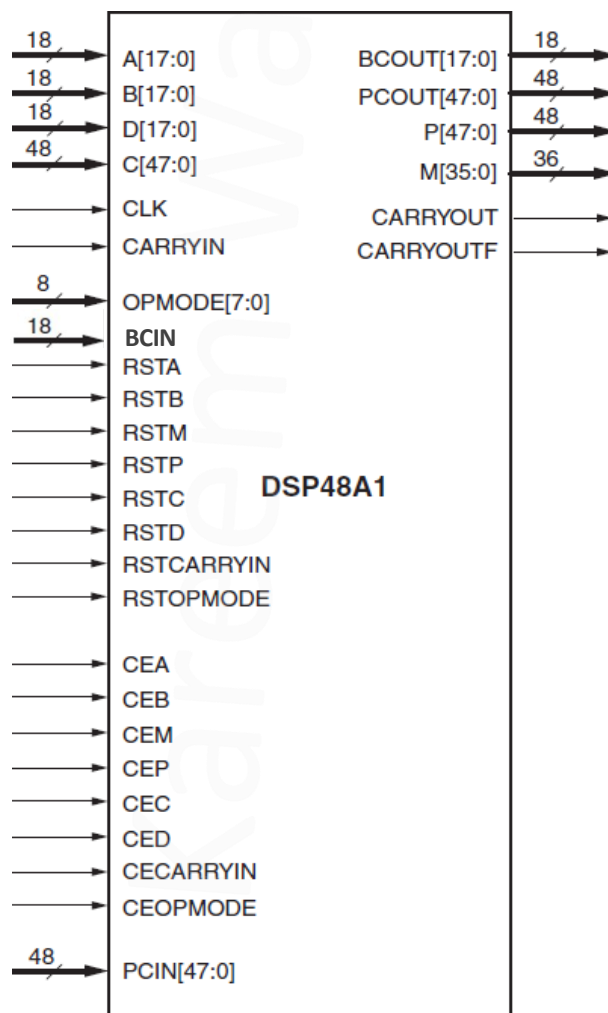 18 A[17:0] BCOUT[17:0] 18
18 B[17:0] PCOUT[47:0] 48
18 D[17:0] P[47:0] 48
48 C[47:0] M[35:0] 36
CLK CARRYOUT
CARRYIN CARRYOUTF
8 OPMODE[7:0]
18 BCIN
RSTA
RSTB
RSTM
RSTP
RSTC
DSP48A1
RSTD
RSTCARRYIN
RSTOPMODE
CEA
CEB
CEM
CEP
CEC
CED
CECARRYIN
CEOPMODE
48 PCIN[47:0]
kareem wa